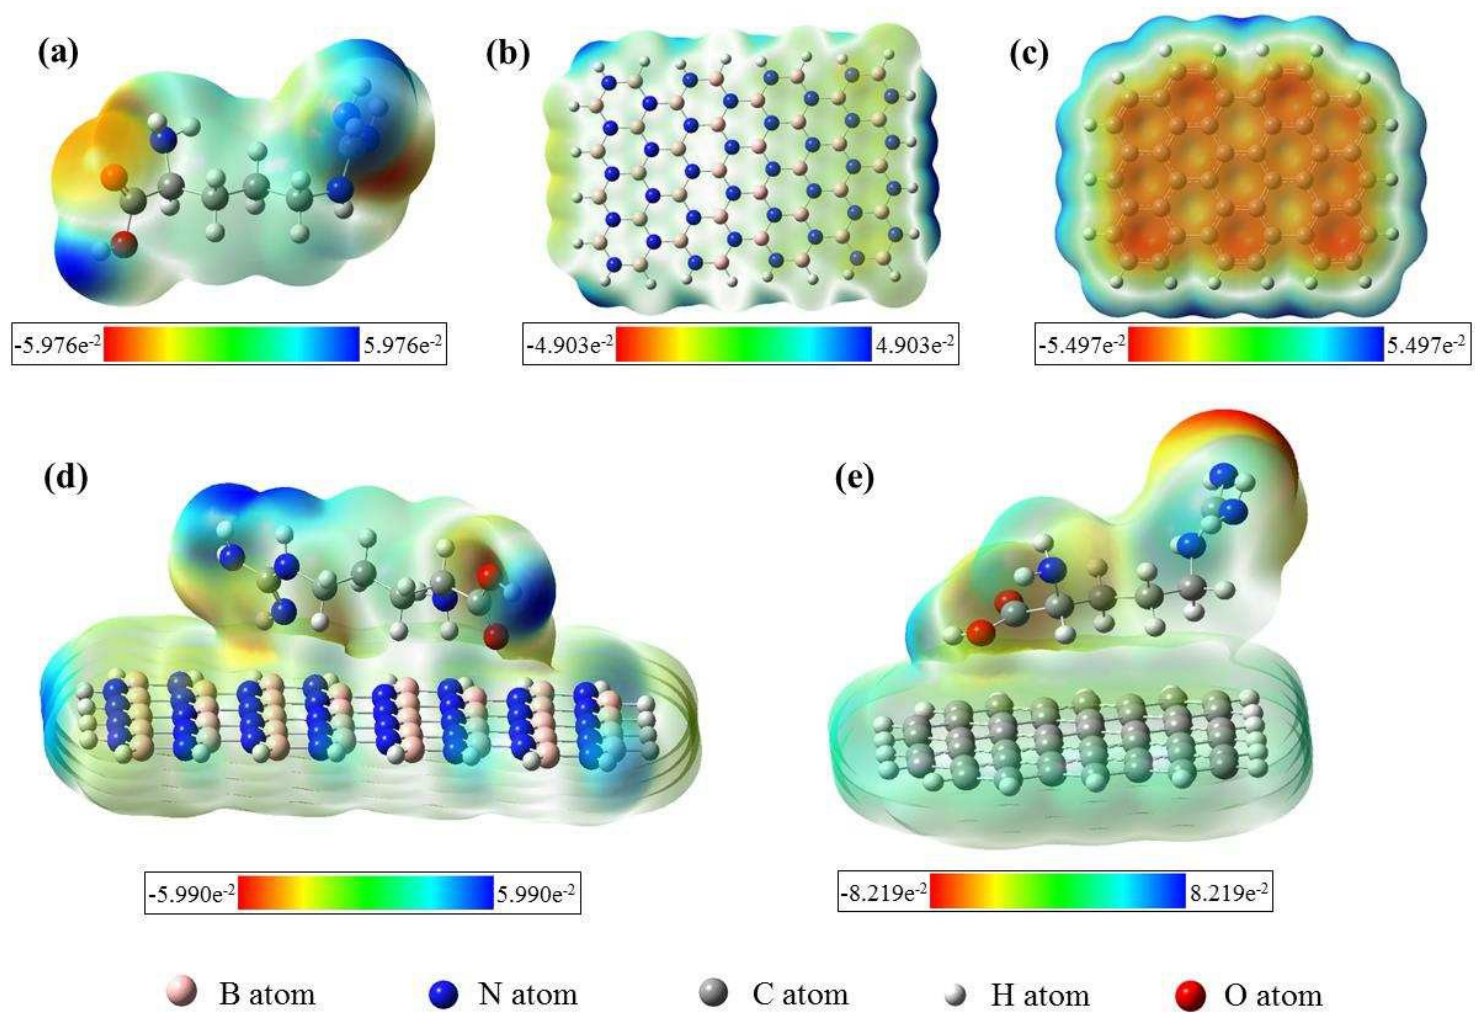 (a)
(b)
(c)
-5.976e-2 5.976e-2
-4.903e-2 4.903e-2
-5.497e-2 5.497e-2
(d)
(e)
-5.990e-2 5.990e-2
-8.219e-2 8.219e-2
B atom N atom C atom H atom O atom